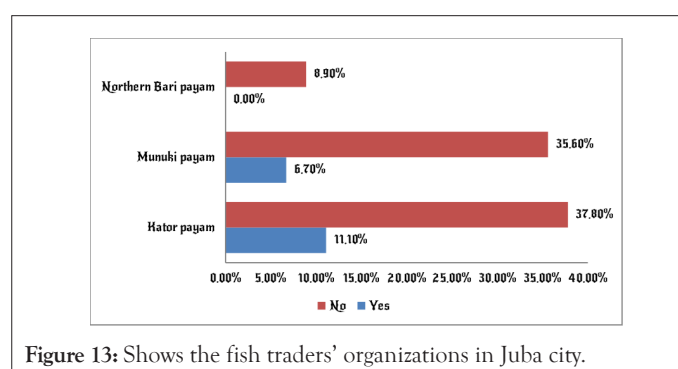 Northern Bari payam
8.90%
0.00%
Munuki payam
35.60%
6.70%
Kator payam
37.80%
11.10%
0.00% 5.00% 10.00% 15.00% 20.00% 25.00% 30.00% 35.00% 40.00%
No Yes
Figure 13: Shows the fish traders’ organizations in Juba city.